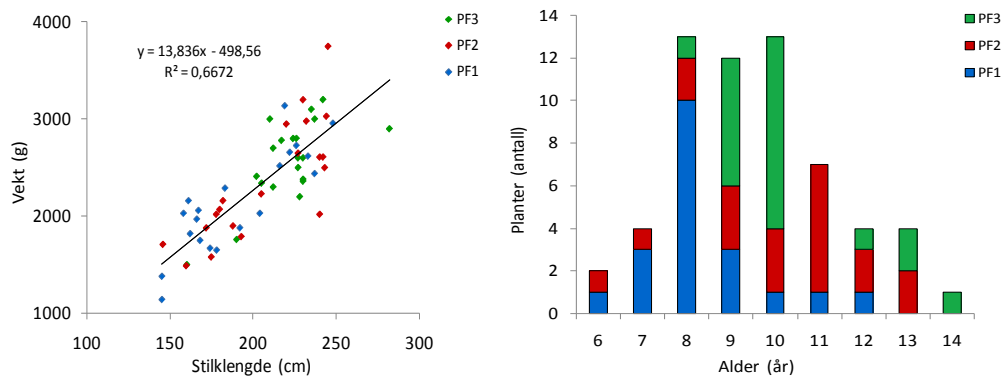 4000
3000
2000
1000
Vekt (g)
y = 13,836x - 498,56
R² = 0,6672
PF3
PF2
PF1
100
150
200
250
300
Stilklengde (cm)
14
12
10
8
6
4
2
0
Planter (antall)
PF3
PF2
PF1
6
7
8
9
10
11
12
13
14
Alder (år)